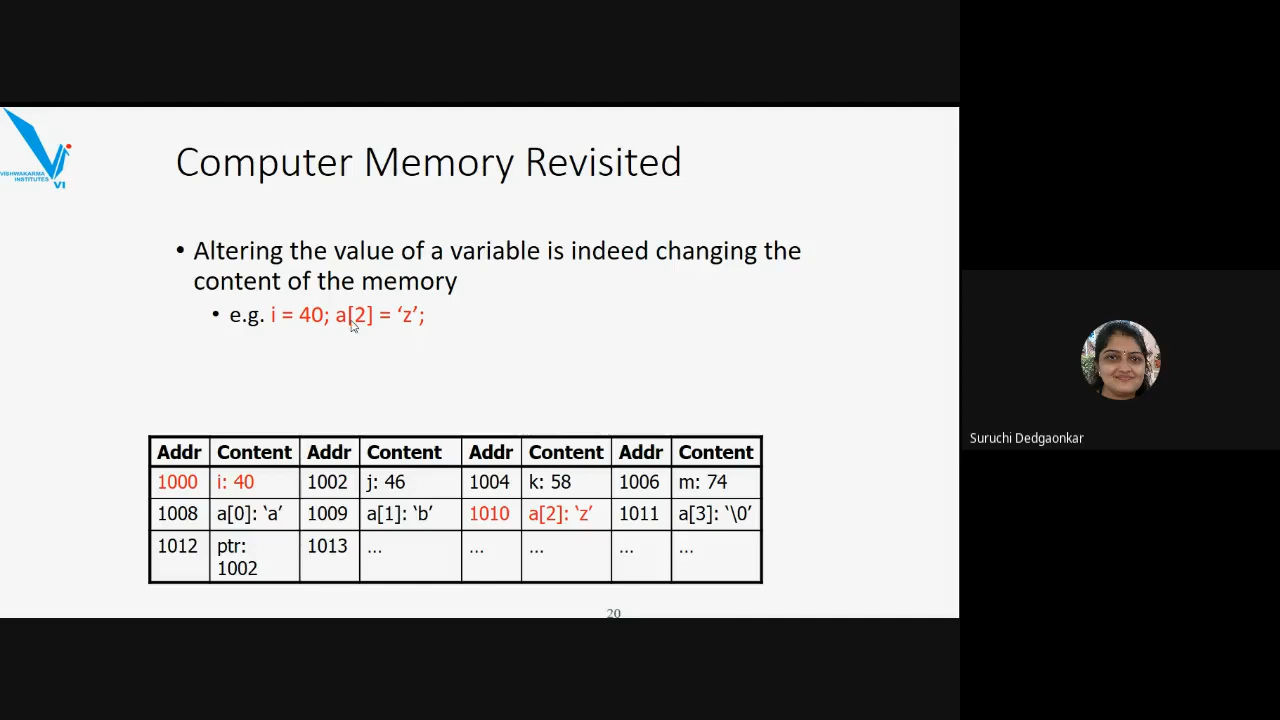 VISHWAKARMA
INSTITUTES
VI
Computer Memory Revisited
• Altering the value of a variable is indeed changing the
content of the memory
• e.g. i = 40; a[2] = ‘z’;
Addr Content Addr Content Addr Content Addr Content
1000 i: 40 1002 j: 46 1004 k: 58 1006 m: 74
1008 a[0]: ‘a’ 1009 a[1]: ‘b’ 1010 a[2]: ‘z’ 1011 a[3]: ‘\0’
1012 ptr: 1013 … … … … …
1002
20
Suruchi Dedgaonkar